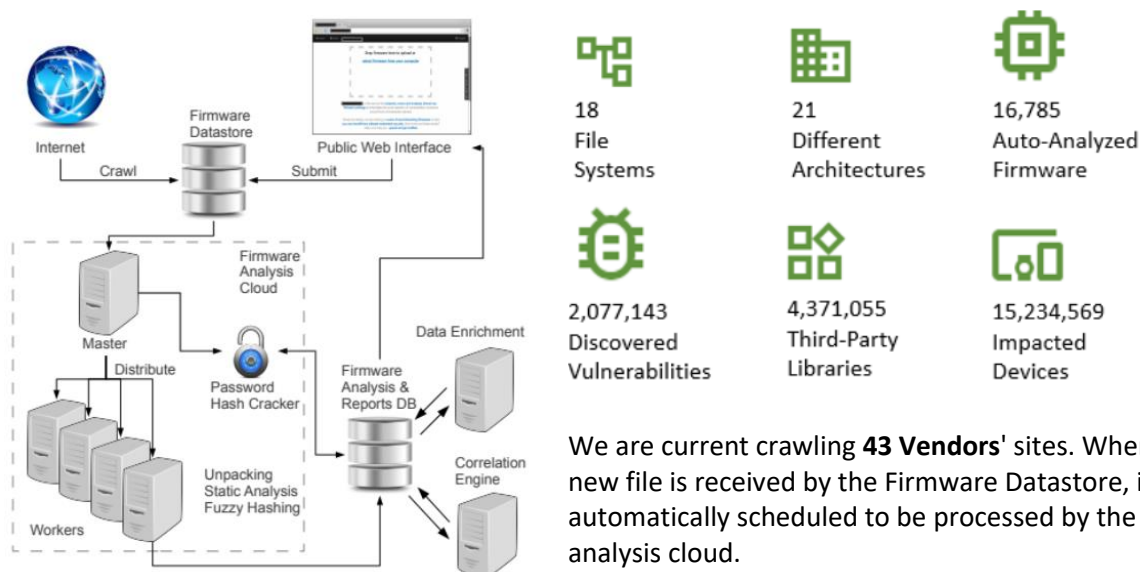 Internet
Crawl
Firmware
Datastore
Public Web Interface
Submit
Firmware
Analysis
Cloud
Master
Distribute
Password
Hash Cracker
Workers
Unpacking
Static Analysis
Fuzzy Hashing
Firmware
Analysis &
Reports DB
Data Enrichment
Correlation
Engine
18
File
Systems
21
Different
Architectures
16,785
Auto-Analyzed
Firmware
2,077,143
Discovered
Vulnerabilities
4,371,055
Third-Party
Libraries
15,234,569
Impacted
Devices
We are current crawling 43 Vendors' sites. When
new file is received by the Firmware Datastore, i
automatically scheduled to be processed by the
analysis cloud.